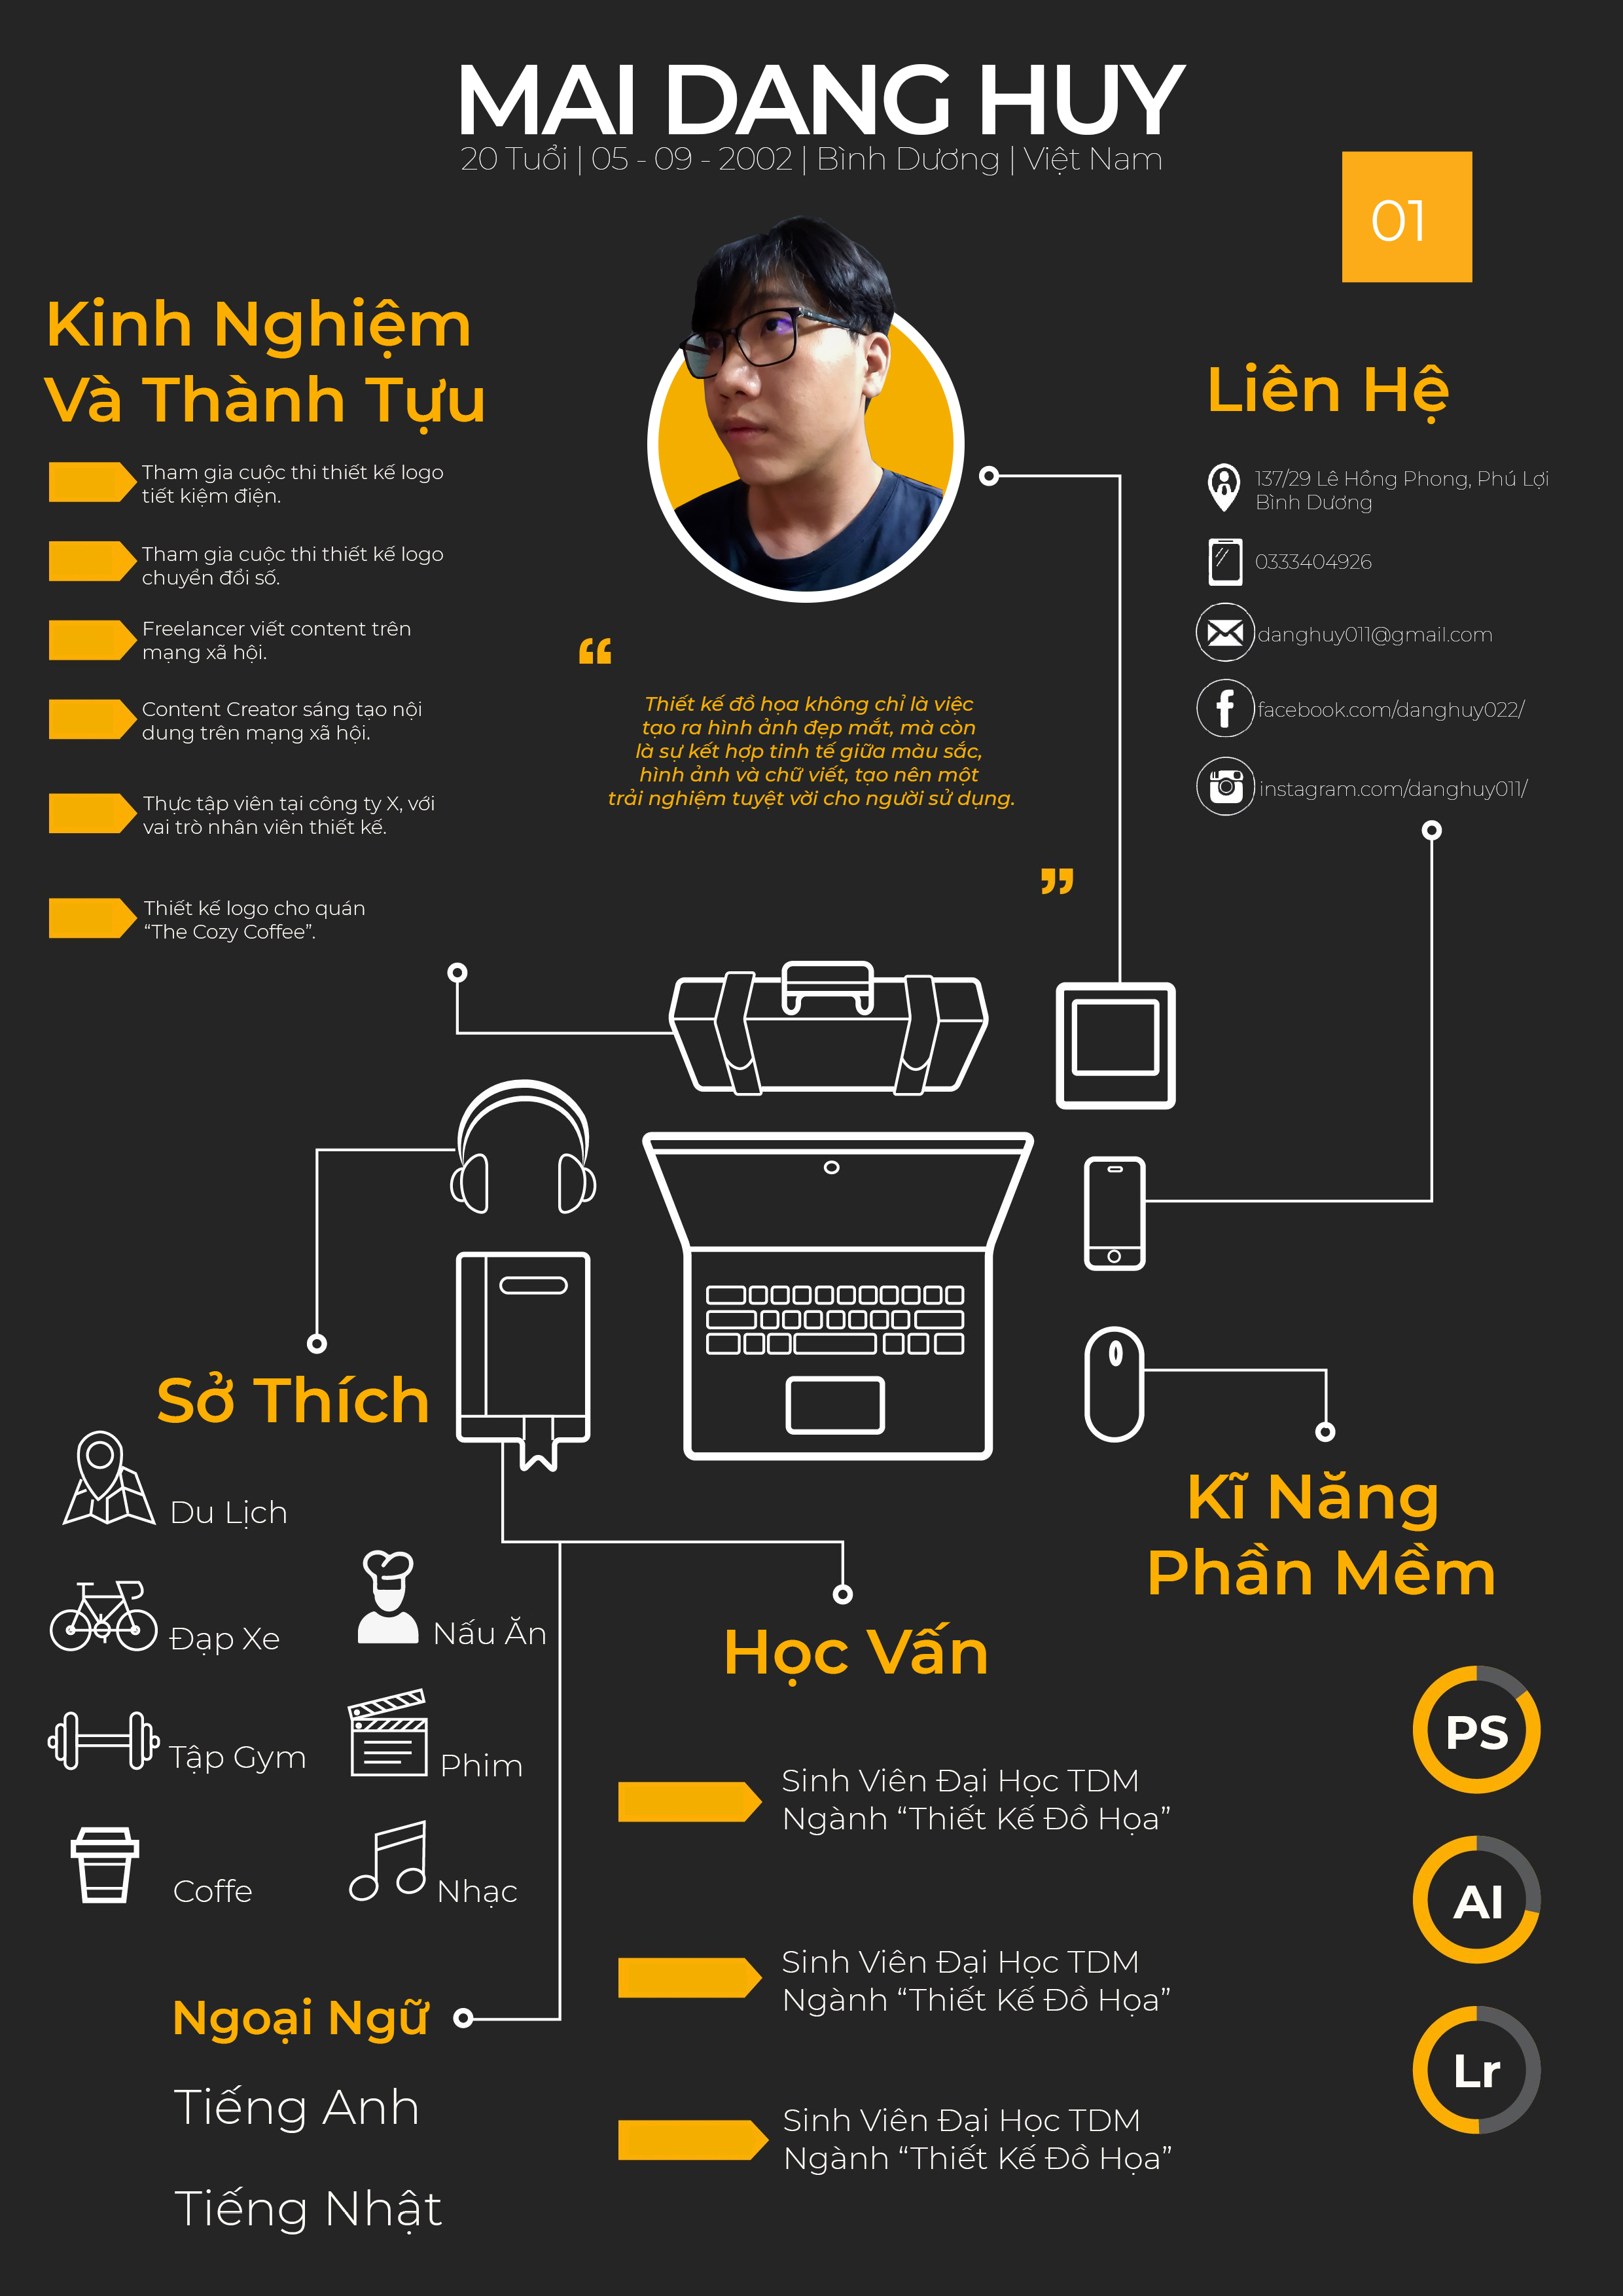 MAI DANG HUY
20 Tuổi | 05 - 09 - 2002 | Bình Dương | Việt Nam
01
Kinh Nghiệm
Và Thành Tựu
Tham gia cuộc thi thiết kế logo
tiết kiệm điện.
Tham gia cuộc thi thiết kế logo
chuyển đổi số.
Freelancer viết content trên
mạng xã hội.
Content Creator sáng tạo nội
dung trên mạng xã hội.
Thực tập viên tại công ty X, với
vai trò nhân viên thiết kế.
Thiết kế logo cho quán
“The Cozy Coffee”.
“
Thiết kế đồ họa không chỉ là việc
tạo ra hình ảnh đẹp mắt, mà còn
là sự kết hợp tinh tế giữa màu sắc,
hình ảnh và chữ viết, tạo nên một
trải nghiệm tuyệt vời cho người sử dụng.
”
Liên Hệ
137/29 Lê Hồng Phong, Phú Lợi
Bình Dương
0333404926
danghuy011@gmail.com
facebook.com/danghuy022/
instagram.com/danghuy011/
Sở Thích
Du Lịch
Đạp Xe
Nấu Ăn
Tập Gym
Phim
Coffe
Nhạc
Ngoại Ngữ
Tiếng Anh
Tiếng Nhật
Học Vấn
Sinh Viên Đại Học TDM
Ngành “Thiết Kế Đồ Họa”
Sinh Viên Đại Học TDM
Ngành “Thiết Kế Đồ Họa”
Sinh Viên Đại Học TDM
Ngành “Thiết Kế Đồ Họa”
Kĩ Năng
Phần Mềm
PS
AI
Lr